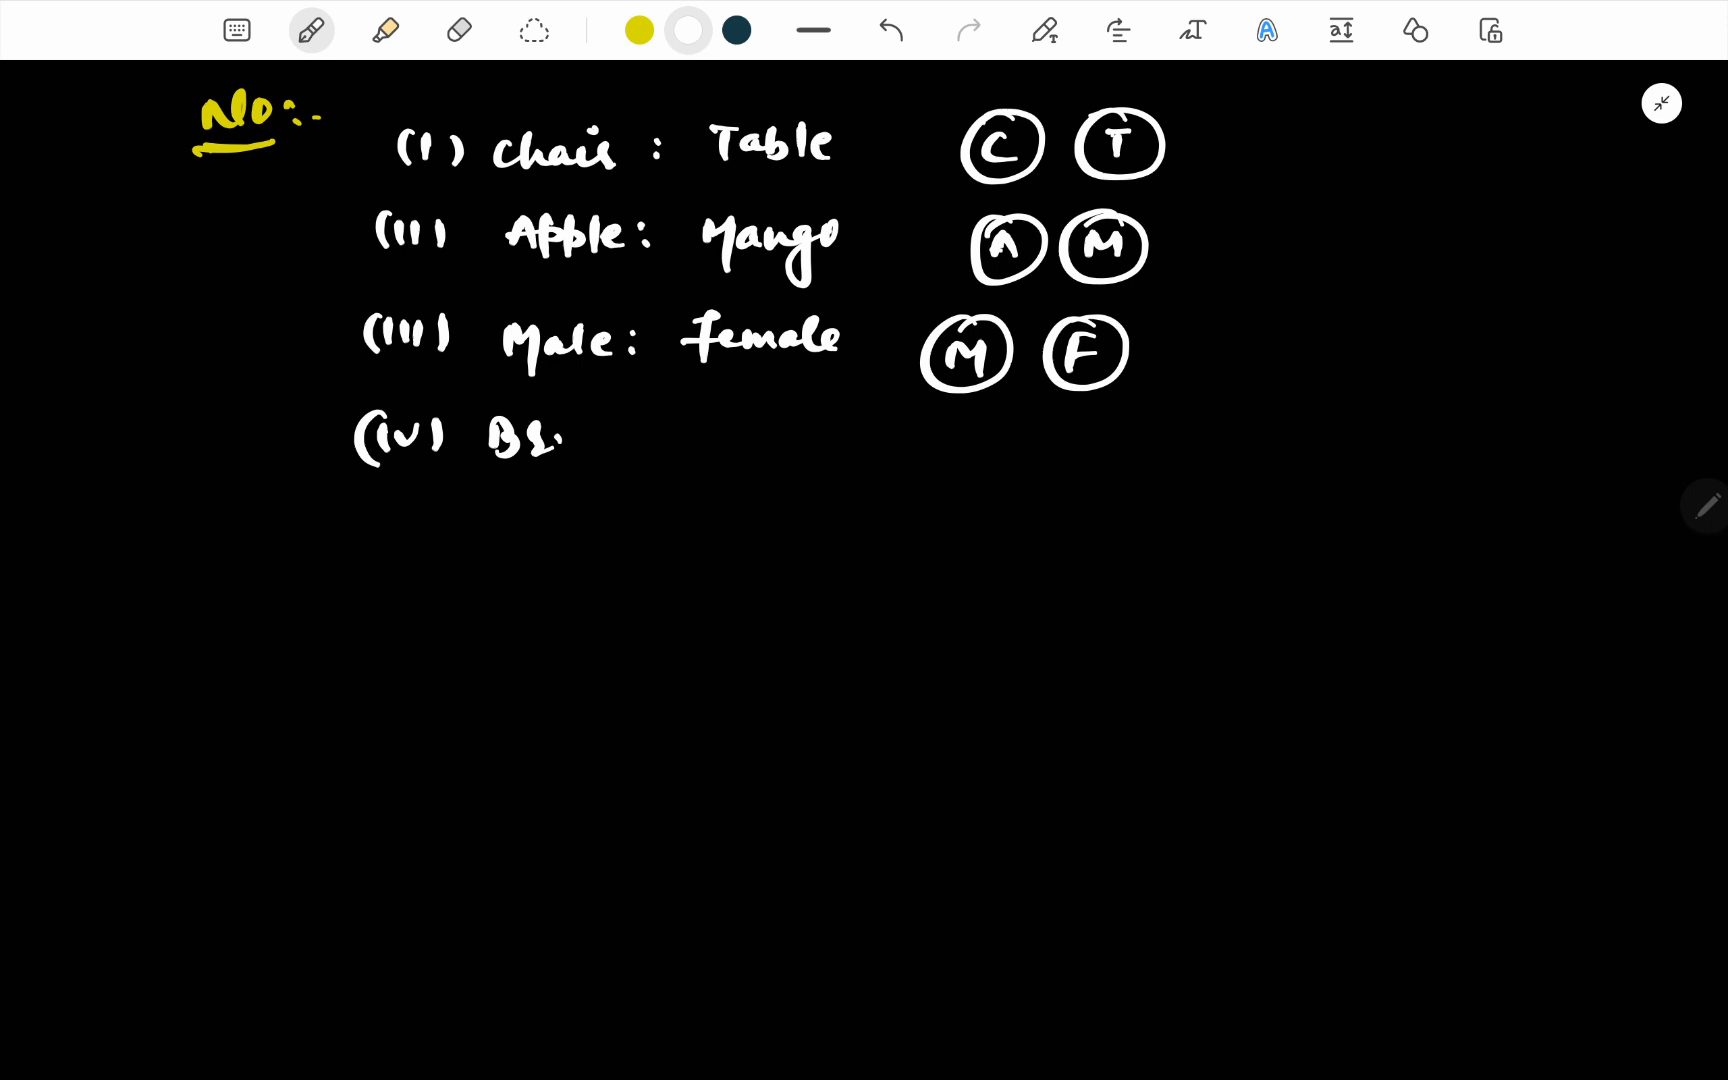 No:-
(I) Chair : Table C T
(II) Apple : Mango A M
(III) Male : Female M F
(IV)